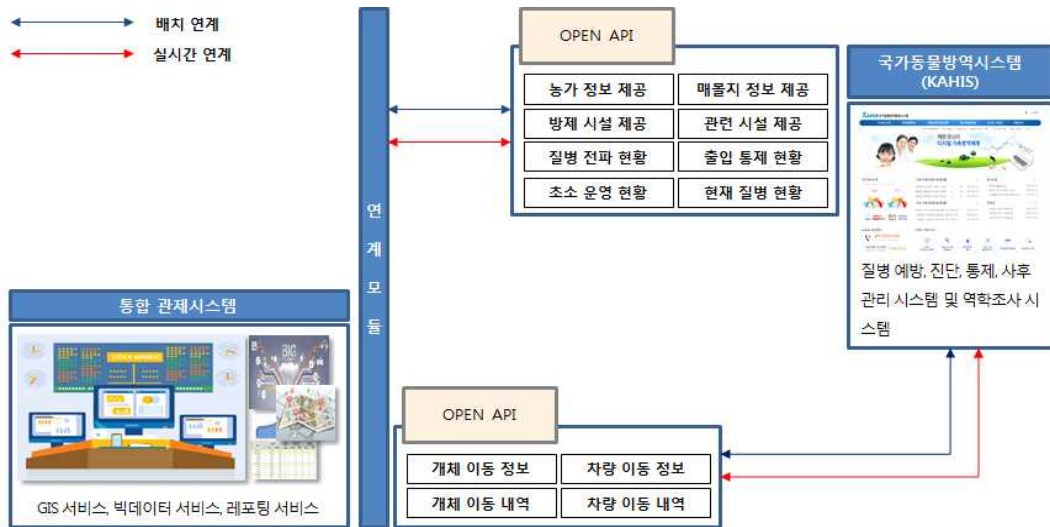 배치 연계
실시간 연계
OPEN API
농가 정보 제공
매몰지 정보 제공
방제 시설 제공
관련 시설 제공
질병 전파 현황
출입 통제 현황
초소 운영 현황
현재 질병 현황
국가동물방역시스템
(KAHIS)
질병 예방, 진단, 통제, 사후
관리 시스템 및 역학조사 시
스템
연
계
모
듈
통합 관제시스템
BIG
GIS 서비스, 빅데이터 서비스, 레포팅 서비스
OPEN API
개체 이동 정보
차량 이동 정보
개체 이동 내역
차량 이동 내역